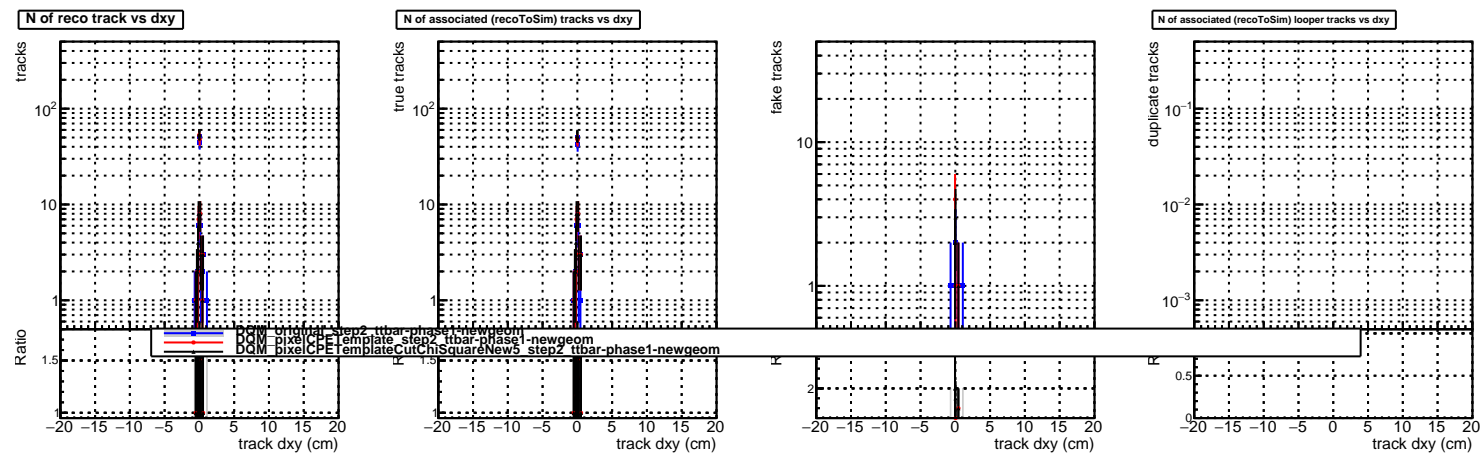 N of reco track vs dxy
N of associated (recoToSim) tracks vs dxy
N of associated (recoToSim) looper tracks vs dxy
tracks
10²
10
1
true tracks
10²
10
1
fake tracks
10
1
duplicate tracks
10⁻¹
10⁻²
10⁻³
DQM_original_step2_ttbar-phase1-newgeom
DQM_pixelCPETemplate_step2_ttbar-phase1-newgeom
DQM_pixelCPETemplateCutChiSquareNew5_step2_ttbar-phase1-newgeom
Ratio
1.5
1
1.5
1
2
0.5
0
−20 −15 −10 −5 0 5 10 15 20
track dxy (cm)
−20 −15 −10 −5 0 5 10 15 20
track dxy (cm)
−20 −15 −10 −5 0 5 10 15 20
track dxy (cm)
−20 −15 −10 −5 0 5 10 15 20
track dxy (cm)